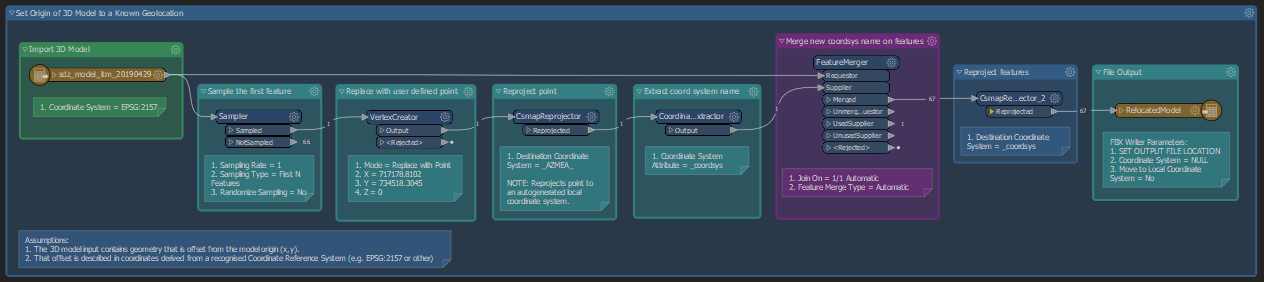 Set Origin of 3D Model to a Known Geolocation
Import 3D Model
sdz_model_itm_20190429
1. Coordinate System = EPSG:2157
Sample the first feature
Sampler
Sampled
NotSampled
66
1
1. Sampling Rate = 1
2. Sampling Type = First N
Features
3. Randomize Sampling = No
Replace with user defined point
VertexCreator
Output
<Rejected>
1
1. Mode = Replace with Point
2. X = 717178.8102
3. Y = 734518.3045
4. Z = 0
Reproject point
CsmapReprojector
Reprojected
1
1. Destination Coordinate
System = _AZMEA_
NOTE: Reprojects point to
an autogenerated local
coordinate system.
Extract coord system name
Coordina...xtractor
Output
1
1. Coordinate System
Attribute = _coordsys
Merge new coordsys name on features
FeatureMerger
Requestor
Supplier
Merged
67
Unmerg...uestor
UsedSupplier
1
UnusedSupplier
<Rejected>
1. Join On = 1/1 Automatic
2. Feature Merge Type = Automatic
Reproject features
CsmapRe...ector_2
Reprojected
67
1. Destination Coordinate
System = _coordsys
File Output
RelocatedModel
FBX Writer Parameters:
1. SET OUTPUT FILE LOCATION
2. Coordinate System = NULL
3. Move to Local Coordinate
System = No
Assumptions:
1. The 3D model input contains geometry that is offset from the model origin (x,y).
2. That offset is described in coordinates derived from a recognised Coordinate Reference System (e.g. EPSG:2157 or other)